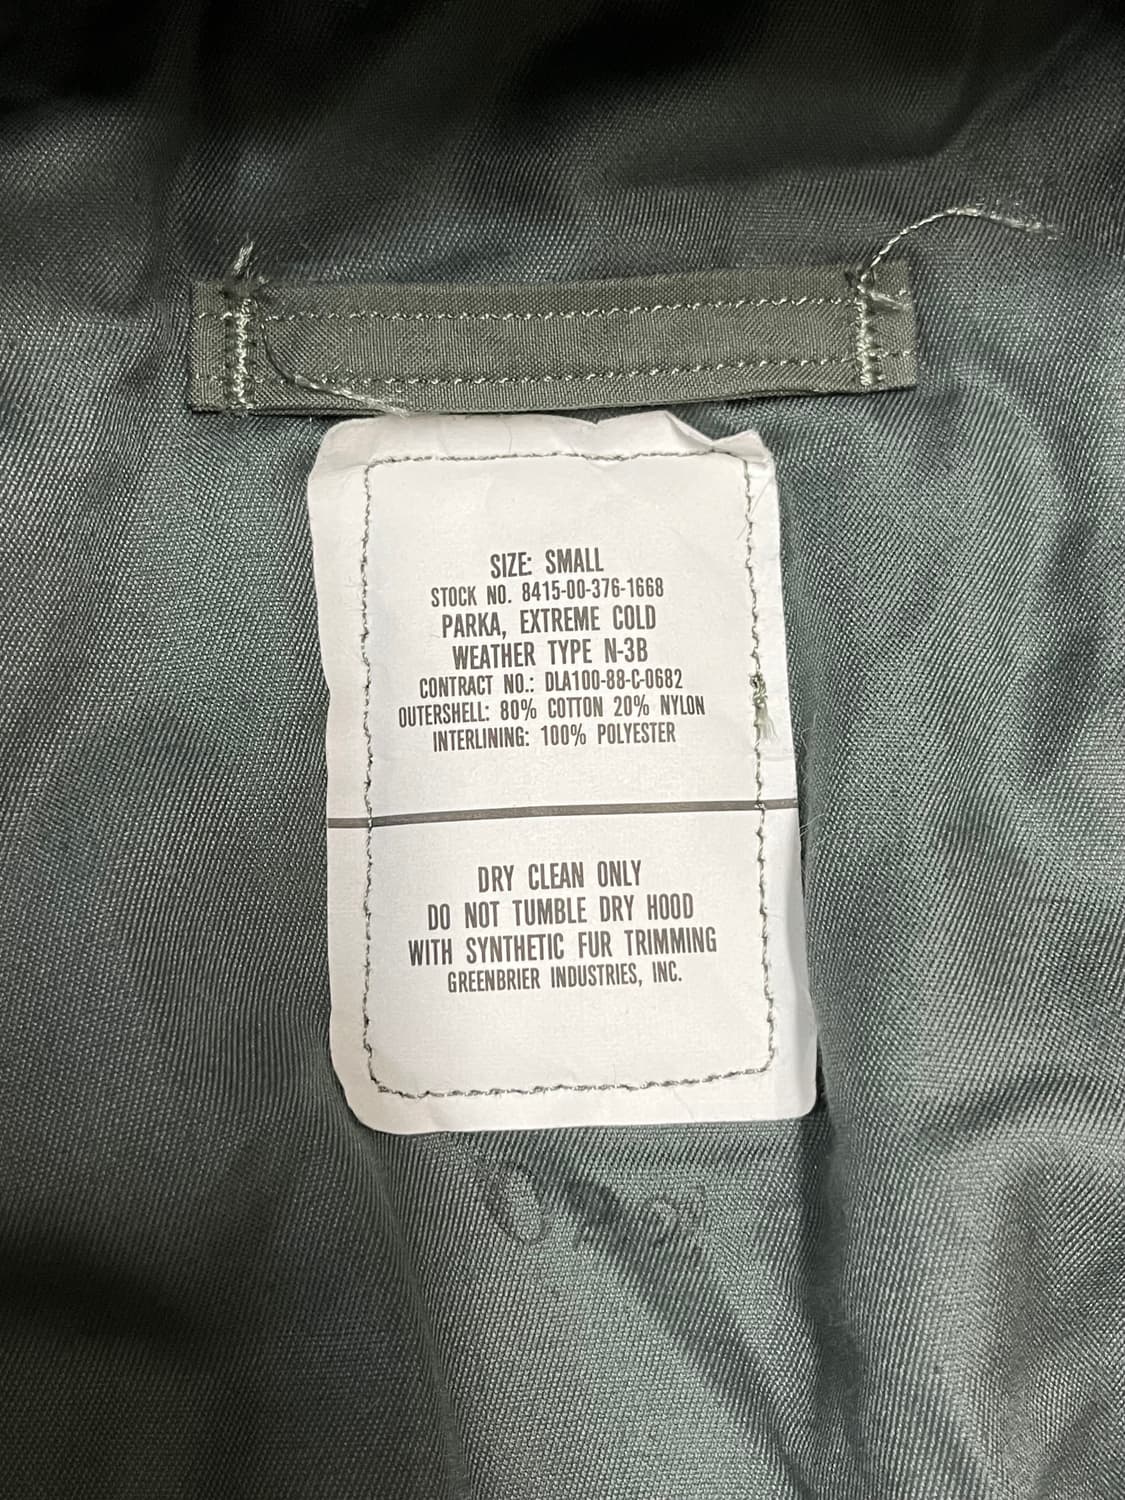 SIZE: SMALL
STOCK NO. 8415-00-376-1668
PARKA, EXTREME COLD
WEATHER TYPE N-3B
CONTRACT NO.: DLA100-88-C-0682
OUTERSHELL: 80% COTTON 20% NYLON
INTERLINING: 100% POLYESTER
DRY CLEAN ONLY
DO NOT TUMBLE DRY HOOD
WITH SYNTHETIC FUR TRIMMING
GREENBRIER INDUSTRIES, INC.